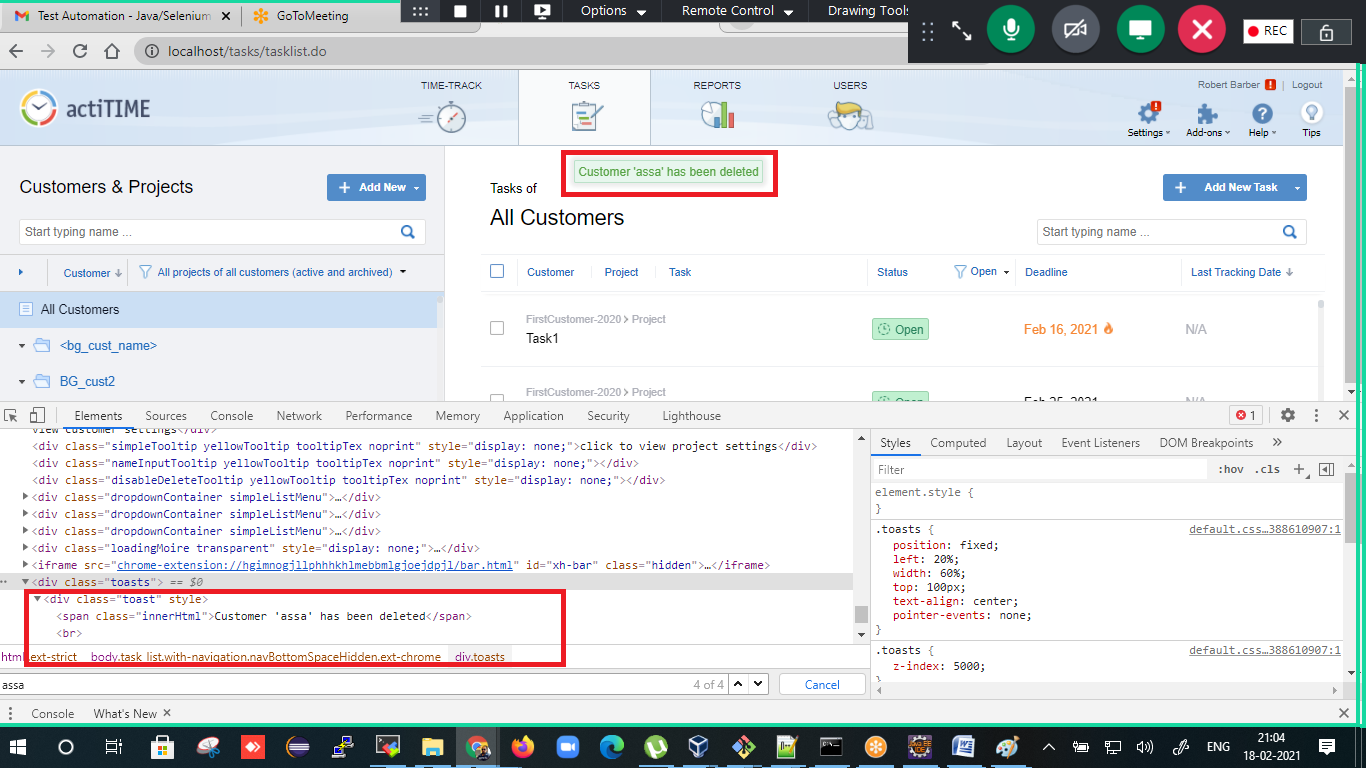 Test Automation - Java/Selenium
GoToMeeting
Options
Remote Control
Drawing Tools
REC
localhost/tasks/tasklist.do
actiTIME
TIME-TRACK
TASKS
REPORTS
USERS
Robert Barber
Logout
Settings
Add-ons
Help
Tips
Customers & Projects
Add New
Start typing name ...
Customer
All projects of all customers (active and archived)
All Customers
<bg_cust_name>
BG_cust2
Customer 'assa' has been deleted
Tasks of
All Customers
Add New Task
Start typing name ...
Customer
Project
Task
Status
Open
Deadline
Last Tracking Date
FirstCustomer-2020 > Project
Task1
Open
Feb 16, 2021
N/A
FirstCustomer-2020 > Project
Elements
Sources
Console
Network
Performance
Memory
Application
Security
Lighthouse
1
view customer settings</div>
<div class="simpleTooltip yellowTooltip tooltipTex noprint" style="display: none;">click to view project settings</div>
<div class="nameInputTooltip yellowTooltip tooltipTex noprint" style="display: none;"></div>
<div class="disableDeleteTooltip yellowTooltip tooltipTex noprint" style="display: none;"></div>
<div class="dropdownContainer simpleListMenu">…</div>
<div class="dropdownContainer simpleListMenu">…</div>
<div class="dropdownContainer simpleListMenu">…</div>
<div class="loadingMoire transparent" style="display: none;">…</div>
<iframe src="chrome-extension://hgimnogjllphhhkhlmebbmlgjoejdpjl/bar.html" id="xh-bar" class="hidden">…</iframe>
<div class="toasts"> == $0
<div class="toast" style>
<span class="innerHtml">Customer 'assa' has been deleted</span>
<br>
html.ext-strict body.task_list.with-navigation.navBottomSpaceHidden.ext-chrome div.toasts
assa
4 of 4
Cancel
Styles
Computed
Layout
Event Listeners
DOM Breakpoints
Filter
:hov
.cls
element.style {
}
.toasts {
default.css…388610907:1
position: fixed;
left: 20%;
width: 60%;
top: 100px;
text-align: center;
pointer-events: none;
}
.toasts {
default.css…388610907:1
z-index: 5000;
Console
What's New
ENG
21:04
18-02-2021